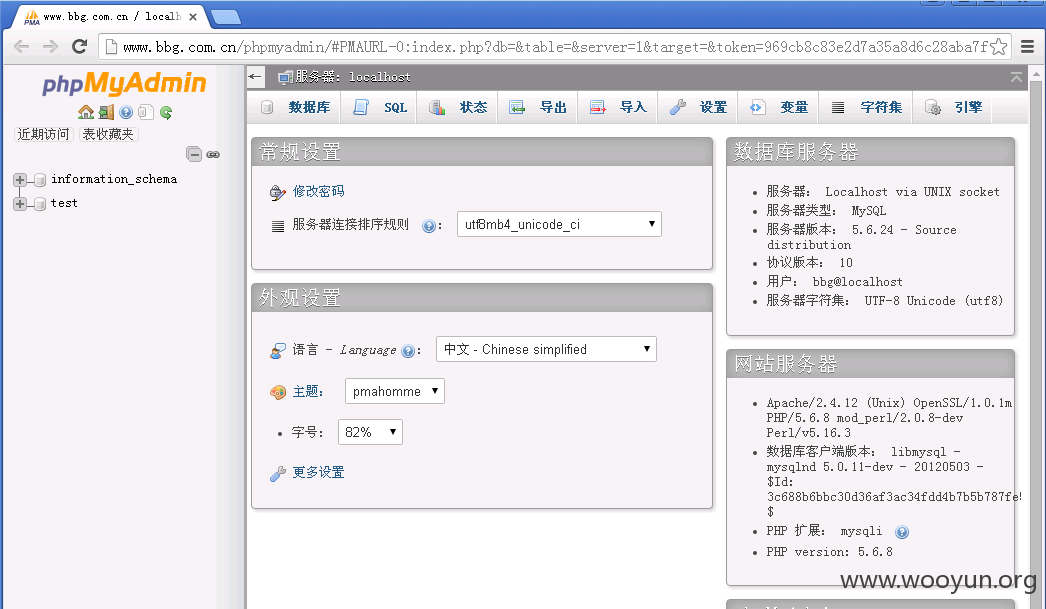 www.bbg.com.cn / localh
www.bbg.com.cn/phpmyadmin/#PMAURL-0:index.php?db=&table=&server=1&target=&token=969cb8c83e2d7a35a8d6c28aba7f
phpMyAdmin
近期访问 表收藏夹
information_schema
test
服务器: localhost
数据库 SQL 状态 导出 导入 设置 变量 字符集 引擎
常规设置
修改密码
服务器连接排序规则 : utf8mb4_unicode_ci
外观设置
语言 - Language : 中文 - Chinese simplified
主题: pmahomme
字号: 82%
更多设置
数据库服务器
服务器: Localhost via UNIX socket
服务器类型: MySQL
服务器版本: 5.6.24 - Source
distribution
协议版本: 10
用户: bbg@localhost
服务器字符集: UTF-8 Unicode (utf8)
网站服务器
Apache/2.4.12 (Unix) OpenSSL/1.0.1m
PHP/5.6.8 mod_perl/2.0.8-dev
Perl/v5.16.3
数据库客户端版本: libmysql -
mysqlnd 5.0.11-dev - 20120503 -
$Id:
3c688b6bbc30d36af3ac34fdd4b7b5b787fe
$
PHP 扩展: mysqli
PHP version: 5.6.8
www.wooyun.org